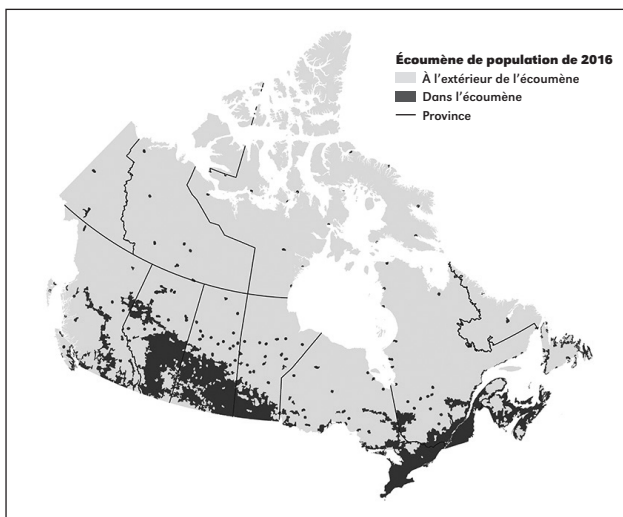 Écoumène de population de 2016
À l'extérieur de l'écoumène
Dans l'écoumène
Province